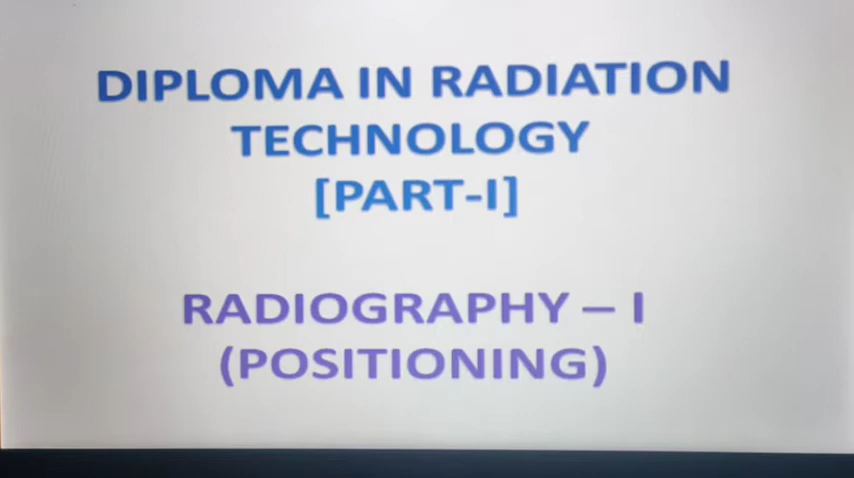 DIPLOMA IN RADIATION
TECHNOLOGY
[PART-I]
RADIOGRAPHY – I
(POSITIONING)